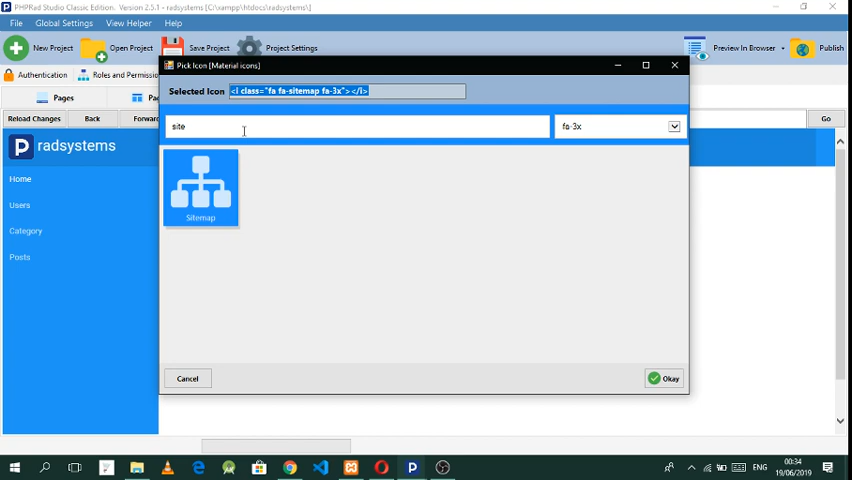 PHPRad Studio Classic Edition. Version - 2.5.1 - radsystems [C:\xampp\htdocs\radsystems\]
File Global Settings View Helper Help
New Project Open Project Save Project Project Settings Preview In Browser Publish
Authentication Roles and Permissio
Pages Pag
Reload Changes Back Forward Go
Pick Icon [Material icons]
Selected Icon <i class="fa fa-sitemap fa-3x"></i>
site fa-3x
Sitemap
Cancel Okay
P radsystems
Home
Users
Category
Posts
P ENG 00:34
19/06/2019